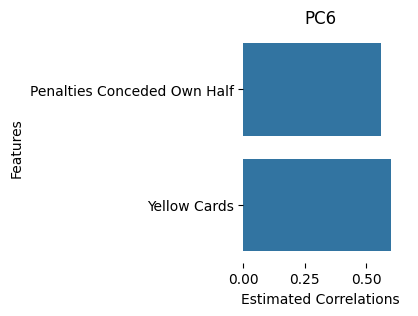 PC6
Penalties Conceded Own Half
Yellow Cards
Features
0.00 0.25 0.50
Estimated Correlations